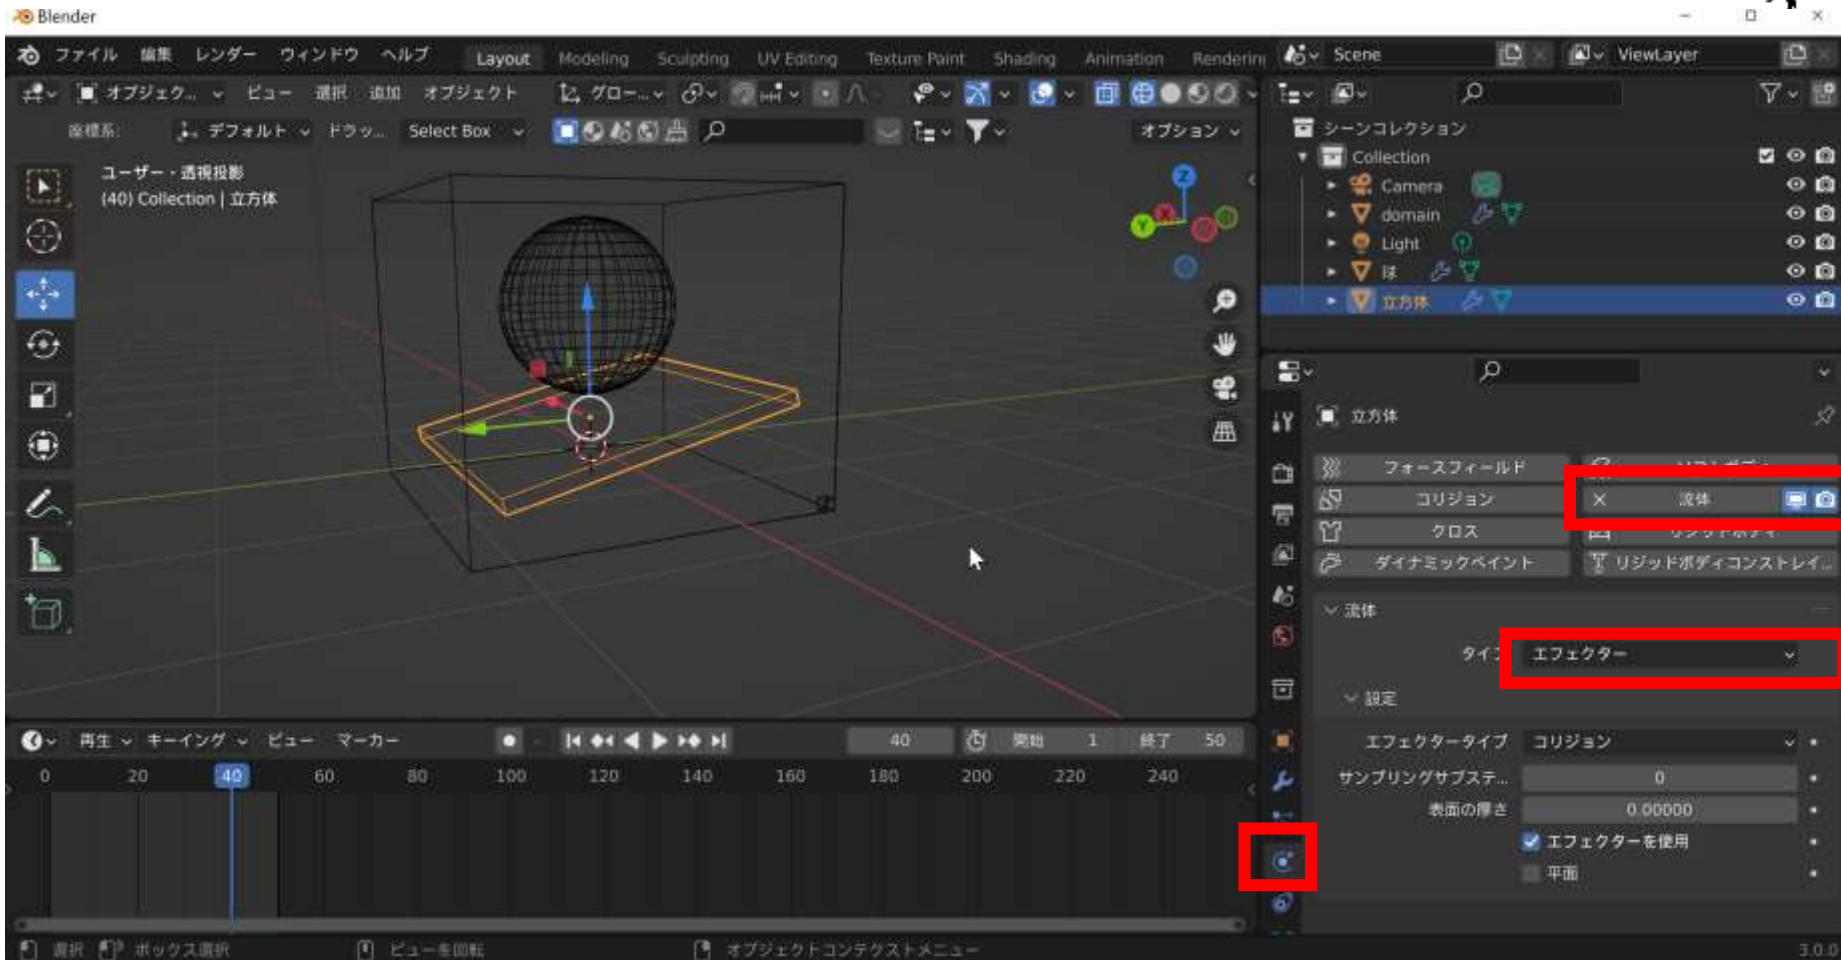 Blender
ファイル 編集 レンダー ウィンドウ ヘルプ Layout Modeling Sculpting UV Editing Texture Paint Shading Animation Scene ViewLayer
オブジェク... ビュー 選択 追加 オブジェクト グロー...
座標系: デフォルト ドラッ... Select Box オプション
ユーザー・透視投影
(40) Collection | 立方体
Z
Y
X
シーンコレクション
Collection
Camera
domain
Light
球
立方体
立方体
フォースフィールド
コリジョン 流体
クロス
ダイナミックペイント リジッドボディコンストレイ...
流体
タイプ エフェクター
設定
エフェクタータイプ コリジョン
サンプリングサブステ... 0
表面の厚さ 0.00000
エフェクターを使用
平面
再生 キーイング ビュー マーカー 40 開始 1 終了 50
0 20 40 60 80 100 120 140 160 180 200 220 240
選択 ボックス選択 ビューを回転 オブジェクトコンテクストメニュー 3.0.0